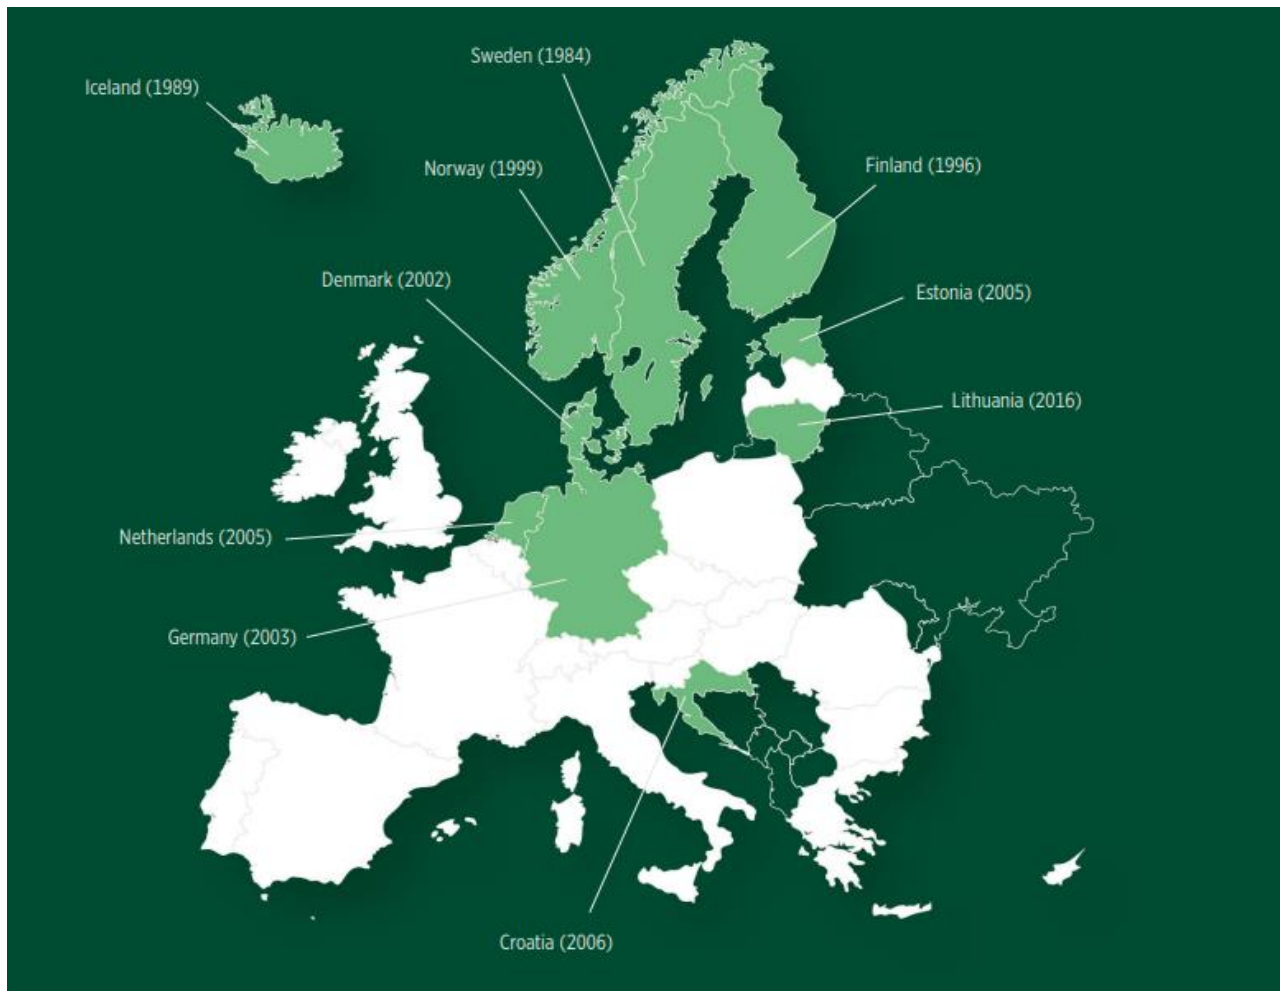 Sweden (1984)
Iceland (1989)
Norway (1999)
Finland (1996)
Denmark (2002)
Estonia (2005)
Lithuania (2016)
Netherlands (2005)
Germany (2003)
Croatia (2006)